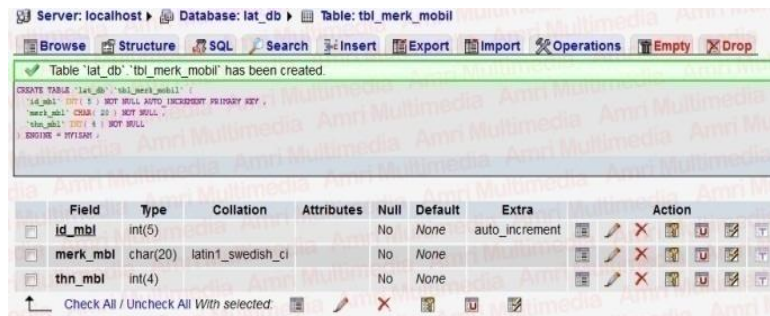 Server: localhost Database: lat_db Table: tbl_merk_mobil
Browse Structure SQL Search Insert Export Import Operations Empty Drop
Table `lat_db`.`tbl_merk_mobil` has been created.
CREATE TABLE `lat_db`.`tbl_merk_mobil` (
`id_mbl` INT( 5 ) NOT NULL AUTO_INCREMENT PRIMARY KEY ,
`merk_mbl` CHAR( 20 ) NOT NULL ,
`thn_mbl` INT( 4 ) NOT NULL
) ENGINE = MYISAM ;
Field Type Collation Attributes Null Default Extra Action
id_mbl int(5) No None auto_increment
merk_mbl char(20) latin1_swedish_ci No None
thn_mbl int(4) No None
Check All / Uncheck All With selected:
Amri Multimedia